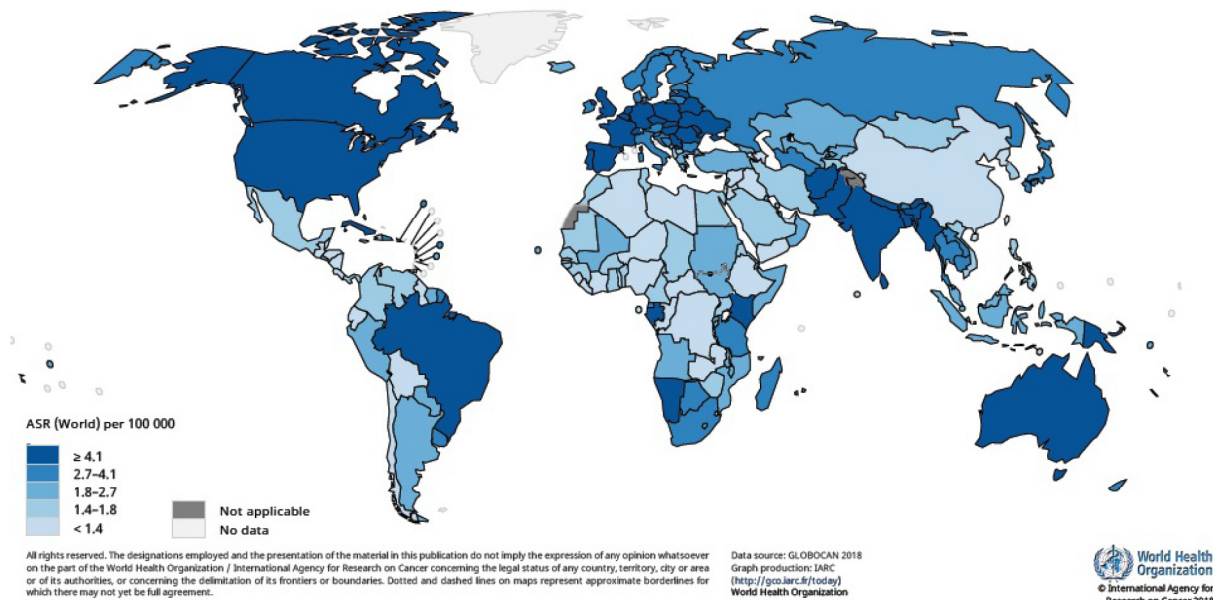 ASR (World) per 100 000
≥ 4.1
2.7–4.1
1.8–2.7
1.4–1.8
< 1.4
Not applicable
No data
All rights reserved. The designations employed and the presentation of the material in this publication do not imply the expression of any opinion whatsoever
on the part of the World Health Organization / International Agency for Research on Cancer concerning the legal status of any country, territory, city or area
or of its authorities, or concerning the delimitation of its frontiers or boundaries. Dotted and dashed lines on maps represent approximate borderlines for
which there may not yet be full agreement.
Data source: GLOBOCAN 2018
Graph production: IARC
(http://gco.iarc.fr/today)
World Health Organization
World Health
Organization
© International Agency for
Research on Cancer 2018